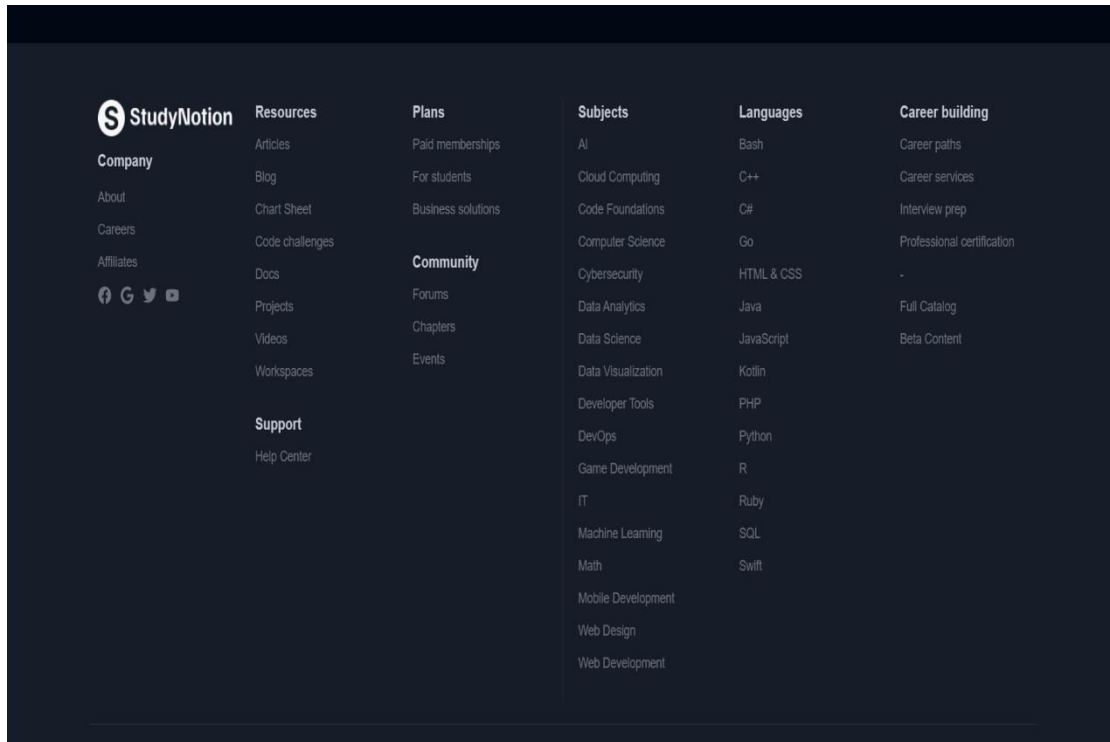 StudyNotion
Company
About
Careers
Affiliates
Resources
Articles
Blog
Chart Sheet
Code challenges
Docs
Projects
Videos
Workspaces
Support
Help Center
Plans
Paid memberships
For students
Business solutions
Community
Forums
Chapters
Events
Subjects
AI
Cloud Computing
Code Foundations
Computer Science
Cybersecurity
Data Analytics
Data Science
Data Visualization
Developer Tools
DevOps
Game Development
IT
Machine Learning
Math
Mobile Development
Web Design
Web Development
Languages
Bash
C++
C#
Go
HTML & CSS
Java
JavaScript
Kotlin
PHP
Python
R
Ruby
SQL
Swift
Career building
Career paths
Career services
Interview prep
Professional certification
-
Full Catalog
Beta Content